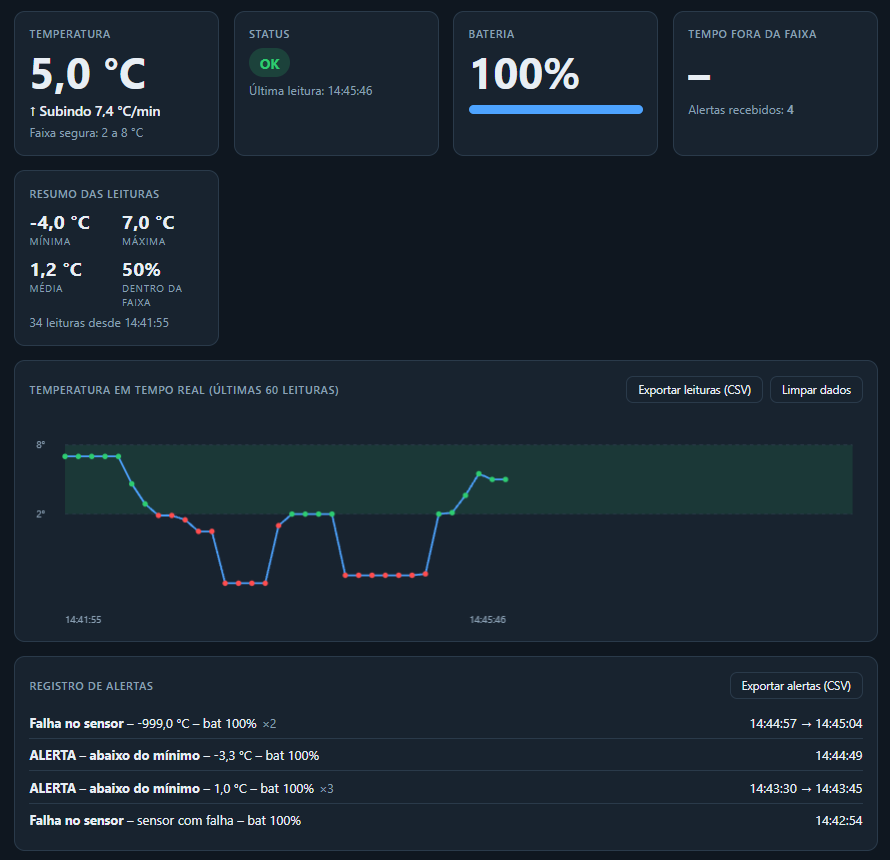 TEMPERATURA
5,0 °C
↑ Subindo 7,4 °C/min
Faixa segura: 2 a 8 °C
STATUS
OK
Última leitura: 14:45:46
BATERIA
100%
TEMPO FORA DA FAIXA
–
Alertas recebidos: 4
RESUMO DAS LEITURAS
-4,0 °C
MÍNIMA
7,0 °C
MÁXIMA
1,2 °C
MÉDIA
50%
DENTRO DA
FAIXA
34 leituras desde 14:41:55
TEMPERATURA EM TEMPO REAL (ÚLTIMAS 60 LEITURAS)
Exportar leituras (CSV)
Limpar dados
8°
2°
14:41:55
14:45:46
REGISTRO DE ALERTAS
Exportar alertas (CSV)
Falha no sensor – -999,0 °C – bat 100% ×2 14:44:57 → 14:45:04
ALERTA – abaixo do mínimo – -3,3 °C – bat 100% 14:44:49
ALERTA – abaixo do mínimo – 1,0 °C – bat 100% ×3 14:43:30 → 14:43:45
Falha no sensor – sensor com falha – bat 100% 14:42:54